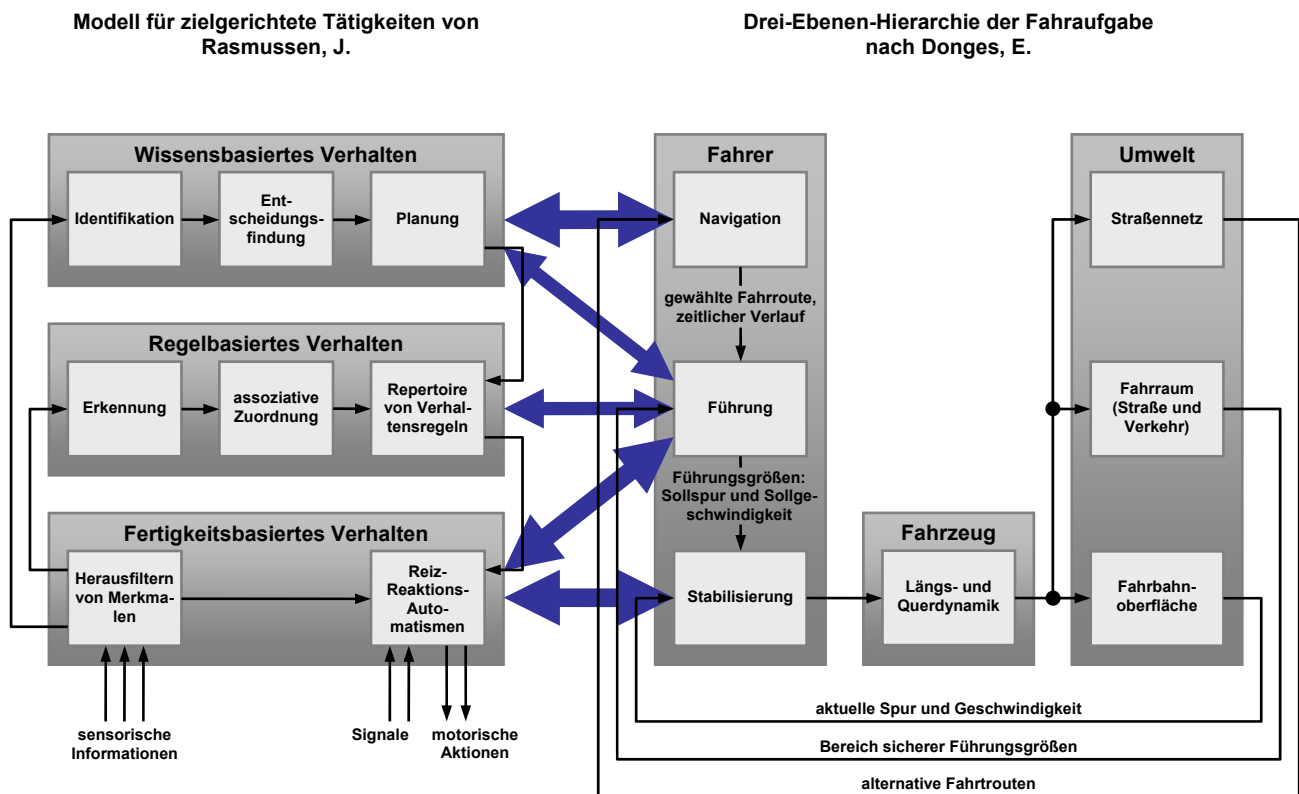 Modell für zielgerichtete Tätigkeiten von
Rasmussen, J.
Drei-Ebenen-Hierarchie der Fahraufgabe
nach Donges, E.
Wissensbasiertes Verhalten
Identifikation
Ent-
scheidungs-
findung
Planung
Regelbasiertes Verhalten
Erkennung
assoziative
Zuordnung
Repertoire
von Verhal-
tensregeln
Fertigkeitsbasiertes Verhalten
Herausfiltern
von Merkma-
len
Reiz-
Reaktions-
Auto-
matismen
sensorische
Informationen
Signale
motorische
Aktionen
Fahrer
Navigation
gewählte Fahrroute,
zeitlicher Verlauf
Führung
Führungsgrößen:
Sollspur und Sollge-
schwindigkeit
Stabilisierung
Fahrzeug
Längs- und
Querdynamik
Umwelt
Straßennetz
Fahrraum
(Straße und
Verkehr)
Fahrbahn-
oberfläche
aktuelle Spur und Geschwindigkeit
Bereich sicherer Führungsgrößen
alternative Fahrtrouten